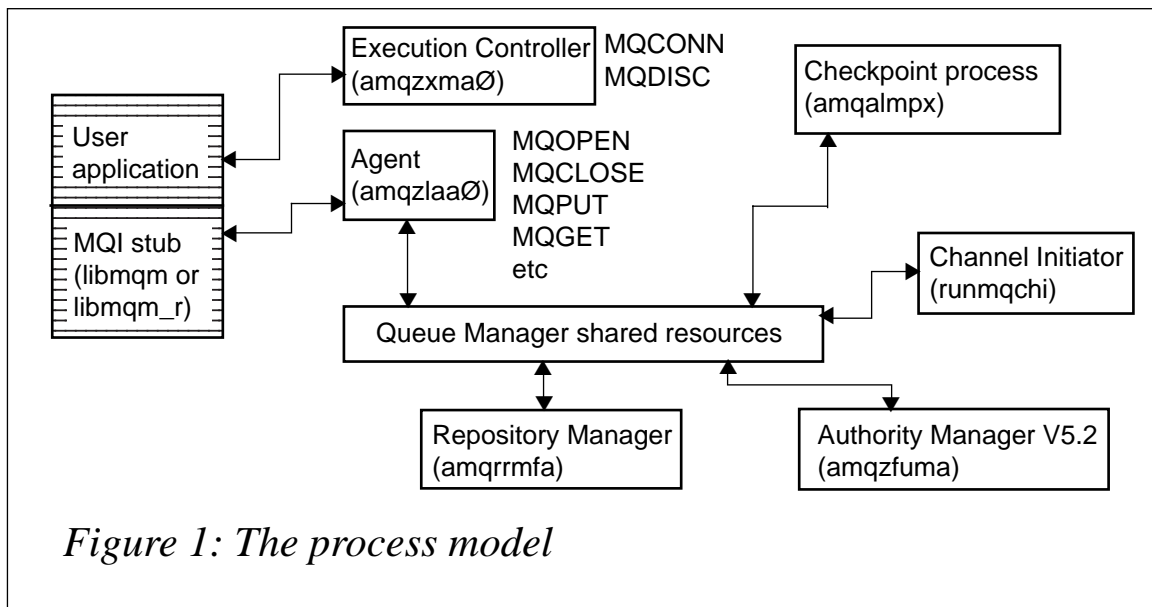 Execution Controller
(amqzxmaØ)
MQCONN
MQDISC
Checkpoint process
(amqalmpx)
User
application
Agent
(amqzlaaØ)
MQOPEN
MQCLOSE
MQPUT
MQGET
etc
MQI stub
(libmqm or
libmqm_r)
Channel Initiator
(runmqchi)
Queue Manager shared resources
Repository Manager
(amqrrmfa)
Authority Manager V5.2
(amqzfuma)
Figure 1: The process model